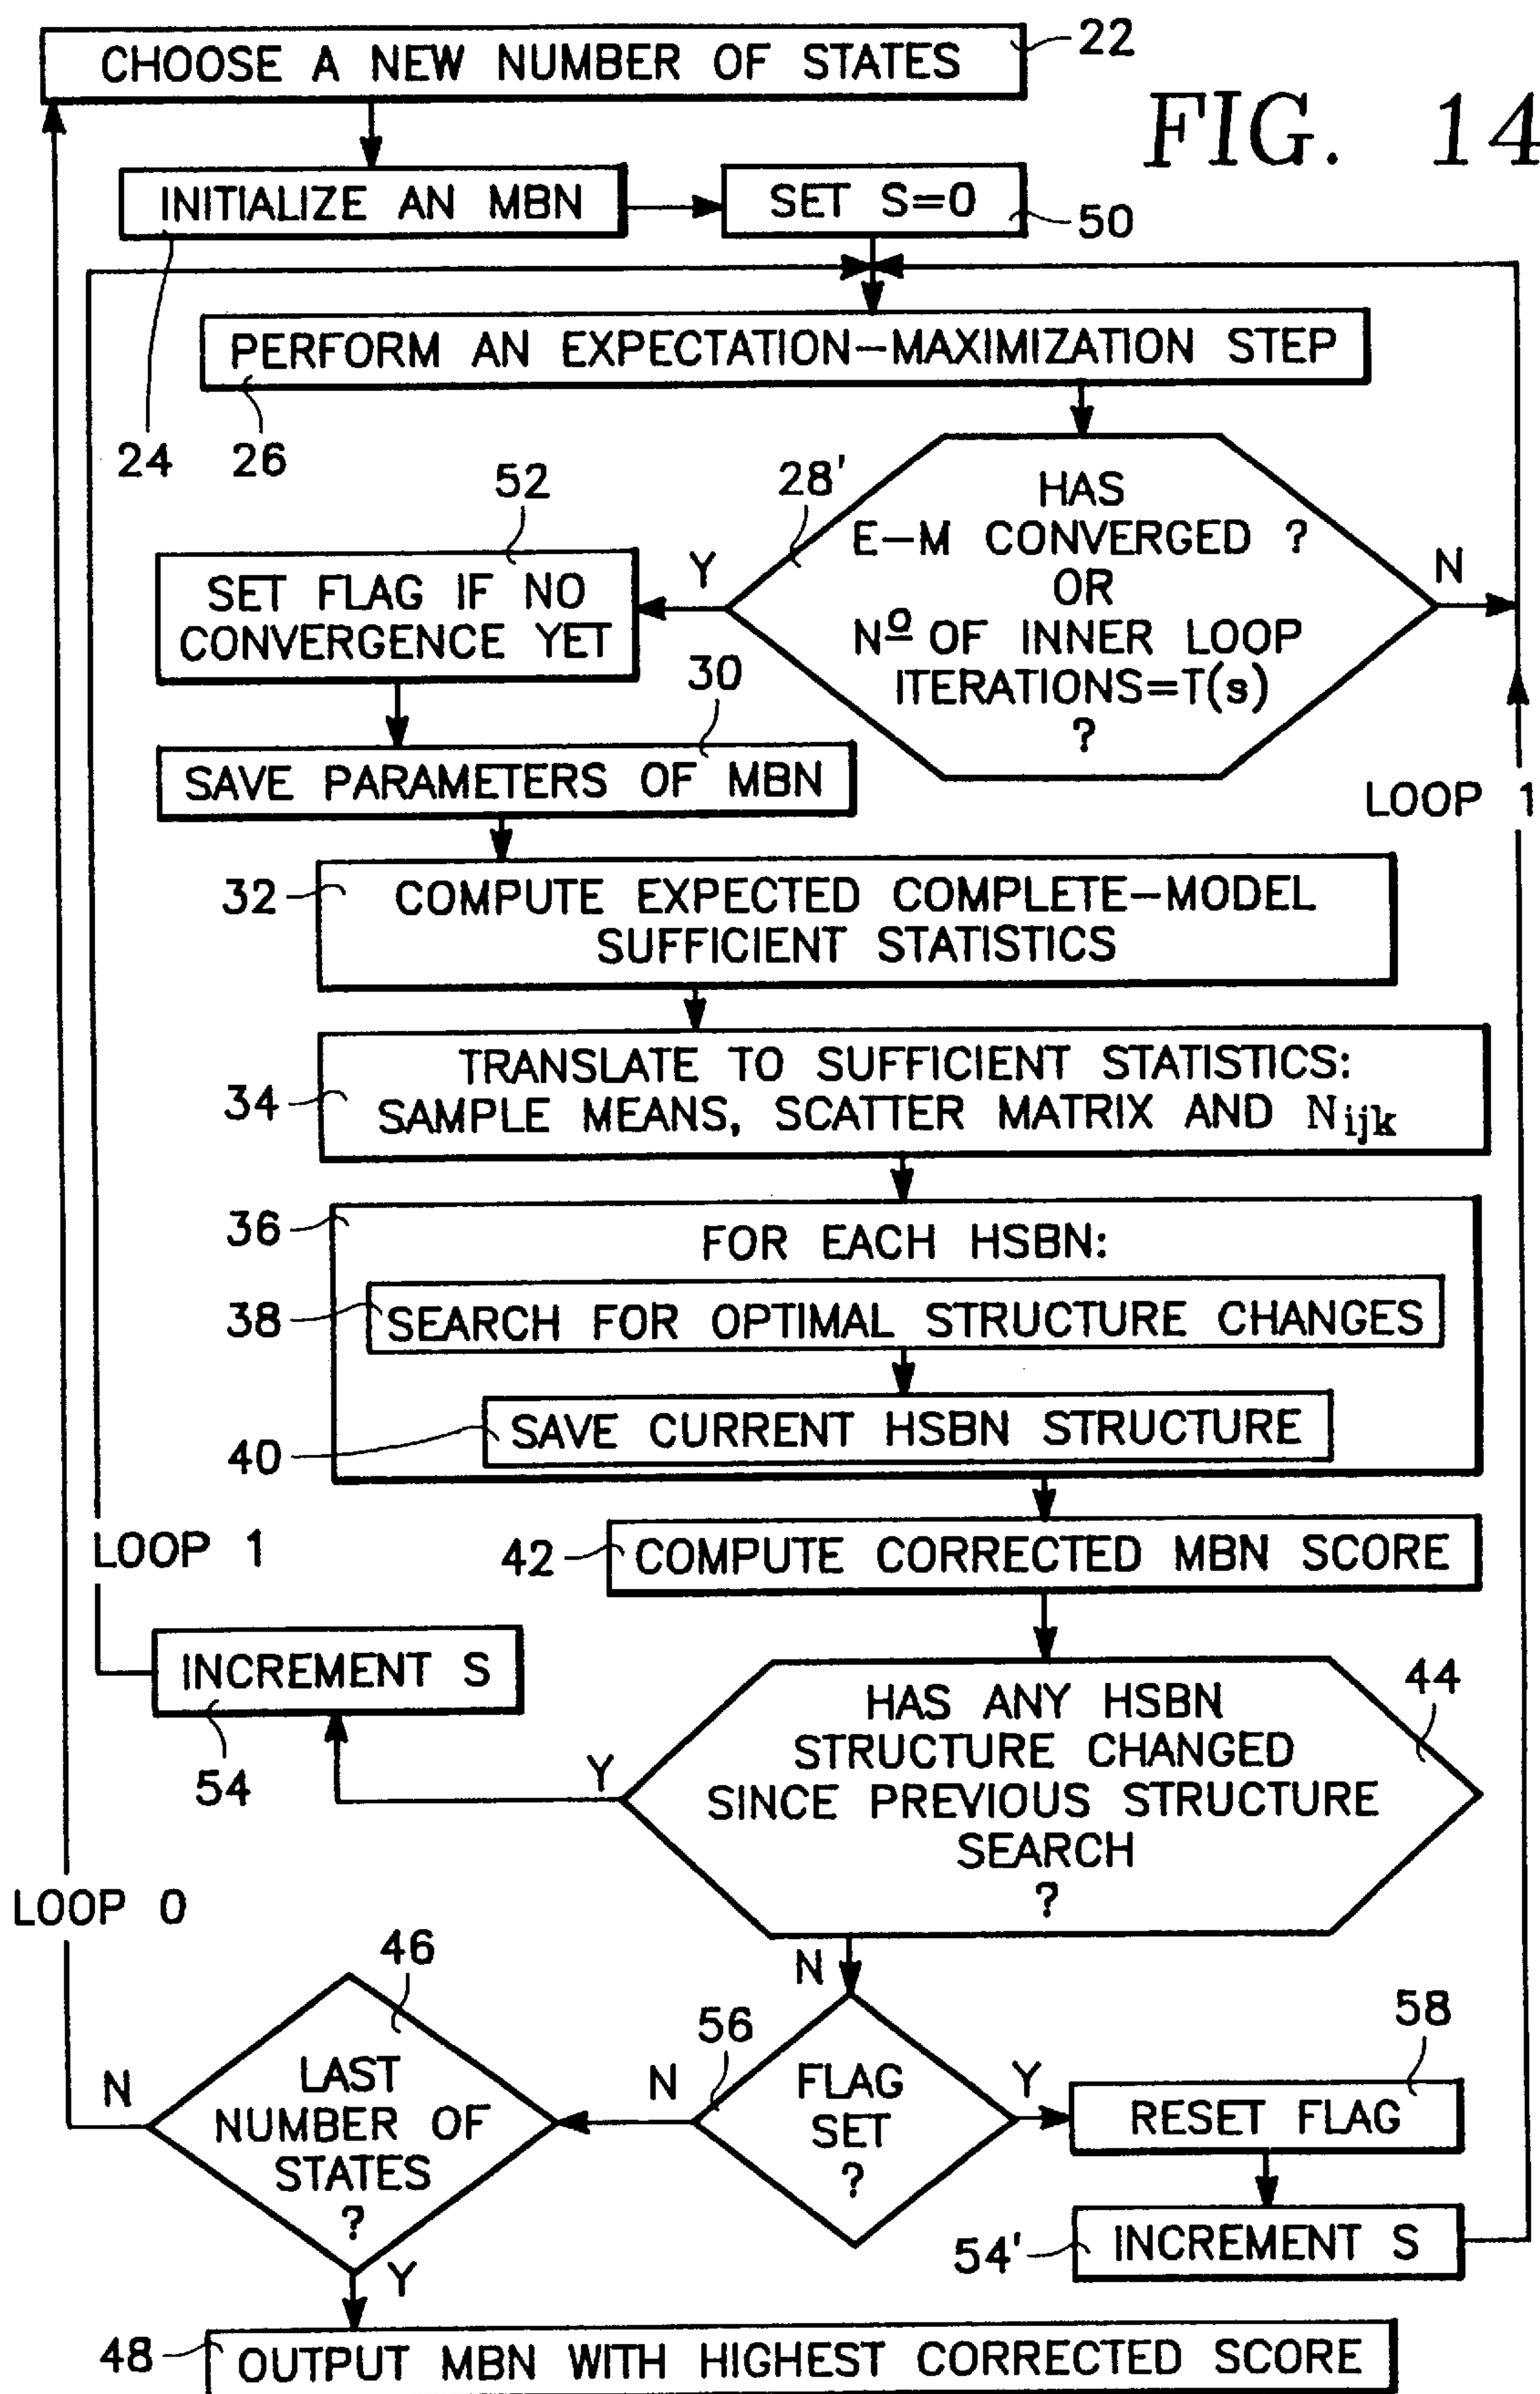 CHOOSE A NEW NUMBER OF STATES
22
FIG. 14
INITIALIZE AN MBN
SET S=0
50
PERFORM AN EXPECTATION-MAXIMIZATION STEP
24
26
52
28'
HAS
E-M CONVERGED ?
OR
Nº OF INNER LOOP
ITERATIONS=T(s)
?
Y
N
SET FLAG IF NO
CONVERGENCE YET
30
SAVE PARAMETERS OF MBN
LOOP 1
32
COMPUTE EXPECTED COMPLETE-MODEL
SUFFICIENT STATISTICS
34
TRANSLATE TO SUFFICIENT STATISTICS:
SAMPLE MEANS, SCATTER MATRIX AND Nijk
36
FOR EACH HSBN:
38
SEARCH FOR OPTIMAL STRUCTURE CHANGES
40
SAVE CURRENT HSBN STRUCTURE
LOOP 1
42
COMPUTE CORRECTED MBN SCORE
INCREMENT S
54
44
HAS ANY HSBN
STRUCTURE CHANGED
SINCE PREVIOUS STRUCTURE
SEARCH
?
Y
N
LOOP 0
46
LAST
NUMBER OF
STATES
?
N
Y
56
FLAG
SET
?
N
Y
58
RESET FLAG
54'
INCREMENT S
48
OUTPUT MBN WITH HIGHEST CORRECTED SCORE